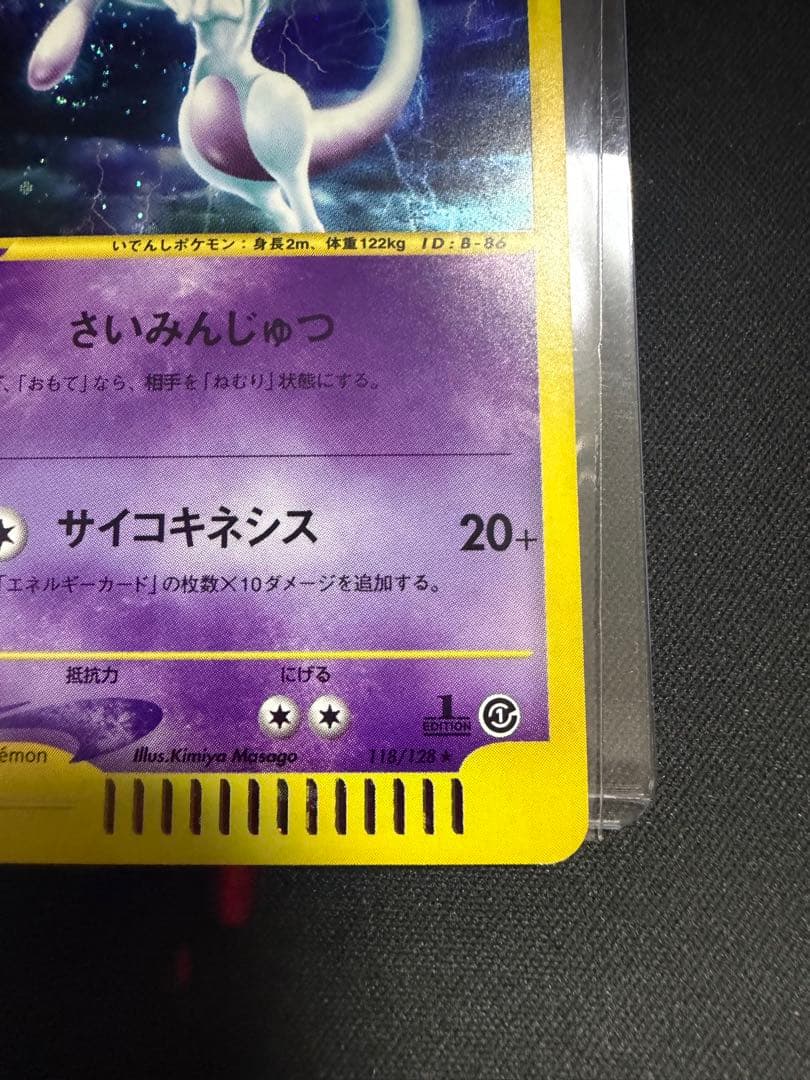 いでんしポケモン：身長2m、体重122kg ID：B-86
さいみんじゅつ
、「おもて」なら、相手を「ねむり」状態にする。
サイコキネシス 20+
「エネルギーカード」の枚数×10ダメージを追加する。
抵抗力 にげる
1
EDITION
1
émon Illus.Kimiya Masago 118/128★